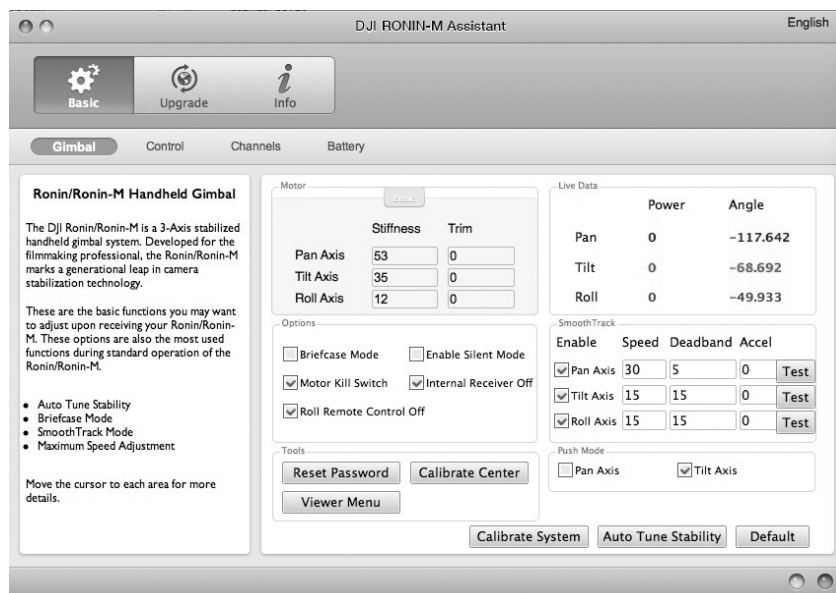 DJI RONIN-M Assistant
English
Basic
Upgrade
Info
Gimbal
Control
Channels
Battery
Ronin/Ronin-M Handheld Gimbal
The DJI Ronin/Ronin-M is a 3-Axis stabilized
handheld gimbal system. Developed for the
filmmaking professional, the Ronin/Ronin-M
marks a generational leap in camera
stabilization technology.
These are the basic functions you may want
to adjust upon receiving your Ronin/Ronin-
M. These options are also the most used
functions during standard operation of the
Ronin/Ronin-M.
• Auto Tune Stability
• Briefcase Mode
• SmoothTrack Mode
• Maximum Speed Adjustment
Move the cursor to each area for more
details.
Motor
Basic
Stiffness Trim
Pan Axis 53 0
Tilt Axis 35 0
Roll Axis 12 0
Options
Briefcase Mode Enable Silent Mode
Motor Kill Switch Internal Receiver Off
Roll Remote Control Off
Tools
Reset Password Calibrate Center
Viewer Menu
Live Data
Power Angle
Pan 0 -117.642
Tilt 0 -68.692
Roll 0 -49.933
SmoothTrack
Enable Speed Deadband Accel
Pan Axis 30 5 0 Test
Tilt Axis 15 15 0 Test
Roll Axis 15 15 0 Test
Push Mode
Pan Axis Tilt Axis
Calibrate System Auto Tune Stability Default